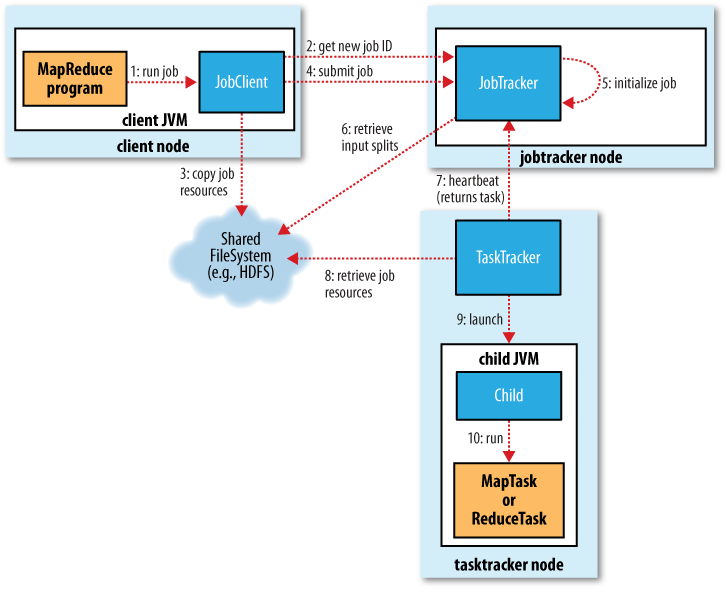 MapReduce
program
1: run job
JobClient
client JVM
client node
2: get new job ID
4: submit job
JobTracker
5: initialize job
jobtracker node
3: copy job
resources
6: retrieve
input splits
7: heartbeat
(returns task)
Shared
FileSystem
(e.g., HDFS)
8: retrieve job
resources
TaskTracker
9: launch
child JVM
Child
10: run
MapTask
or
ReduceTask
tasktracker node